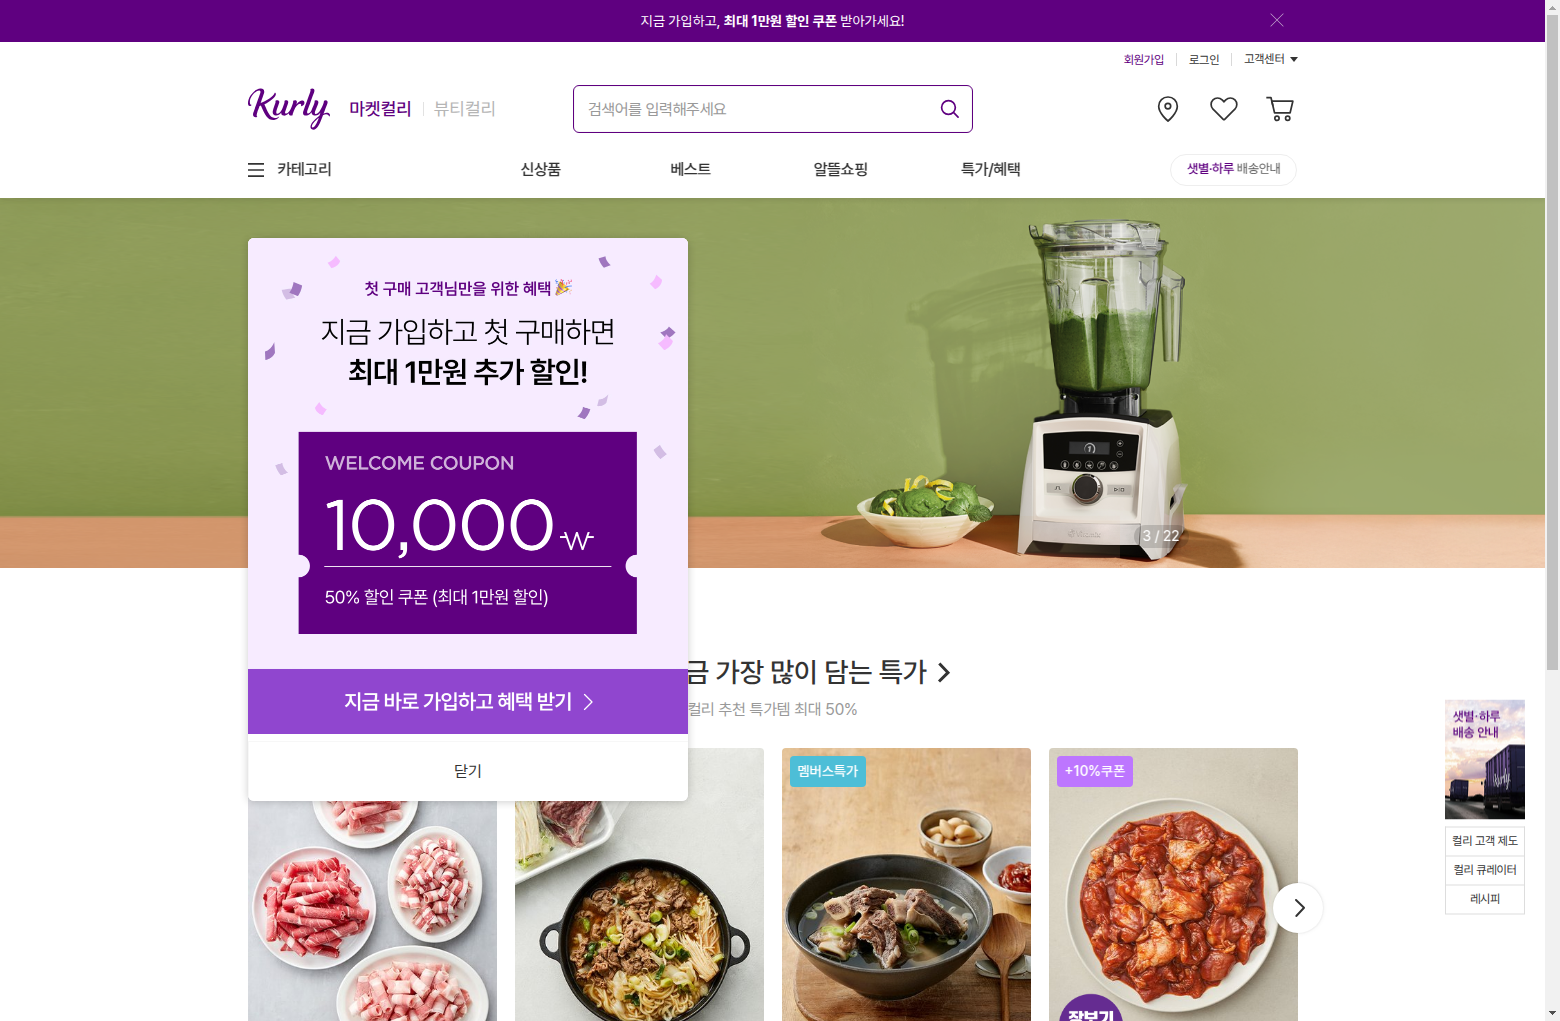 지금 가입하고, 최대 1만원 할인 쿠폰 받아가세요!
회원가입
로그인
고객센터
Kurly
마켓컬리
뷰티컬리
검색어를 입력해주세요
카테고리
신상품
베스트
알뜰쇼핑
특가/혜택
샛별·하루 배송안내
첫 구매 고객님만을 위한 혜택
지금 가입하고 첫 구매하면
최대 1만원 추가 할인!
WELCOME COUPON
10,000₩
50% 할인 쿠폰 (최대 1만원 할인)
지금 바로 가입하고 혜택 받기
닫기
3 / 22
금 가장 많이 담는 특가
컬리 추천 특가템 최대 50%
멤버스특가
+10%쿠폰
샛별·하루
배송 안내
Kurly
컬리 고객 제도
컬리 큐레이터
레시피